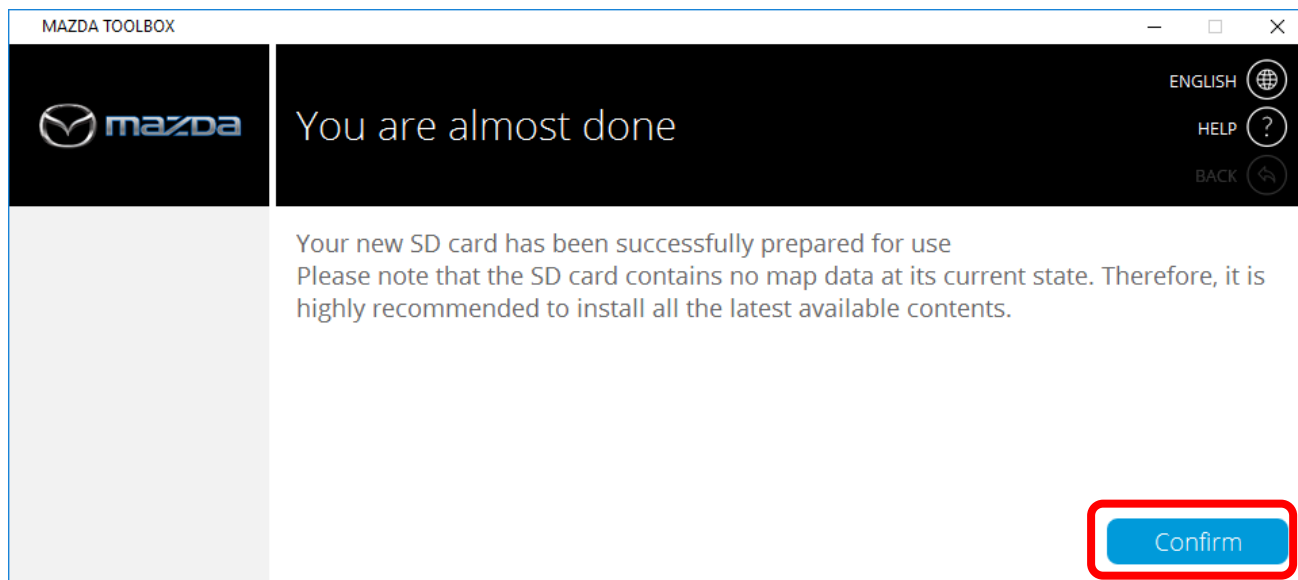 MAZDA TOOLBOX
mazda
You are almost done
ENGLISH
HELP ?
BACK
Your new SD card has been successfully prepared for use
Please note that the SD card contains no map data at its current state. Therefore, it is
highly recommended to install all the latest available contents.
Confirm